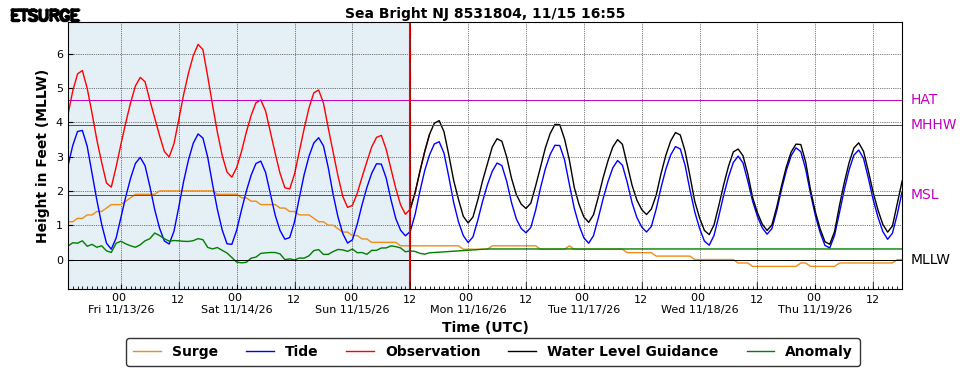 ETSURGE
Sea Bright NJ 8531804, 11/15 16:55
Height in Feet (MLLW)
6
5
4
3
2
1
0
HAT
MHHW
MSL
MLLW
00 12 00 12 00 12 00 12 00 12 00 12 00 12
Fri 11/13/26 Sat 11/14/26 Sun 11/15/26 Mon 11/16/26 Tue 11/17/26 Wed 11/18/26 Thu 11/19/26
Time (UTC)
Surge Tide Observation Water Level Guidance Anomaly